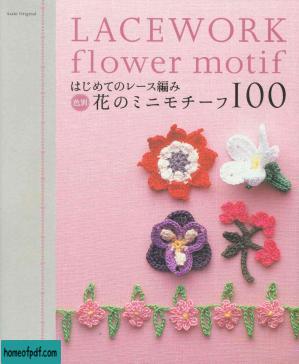 Asahi Original
LACEWORK
flower motif
はじめてのレース編み
色別 花のミニモチーフ100
homeofpdf.com